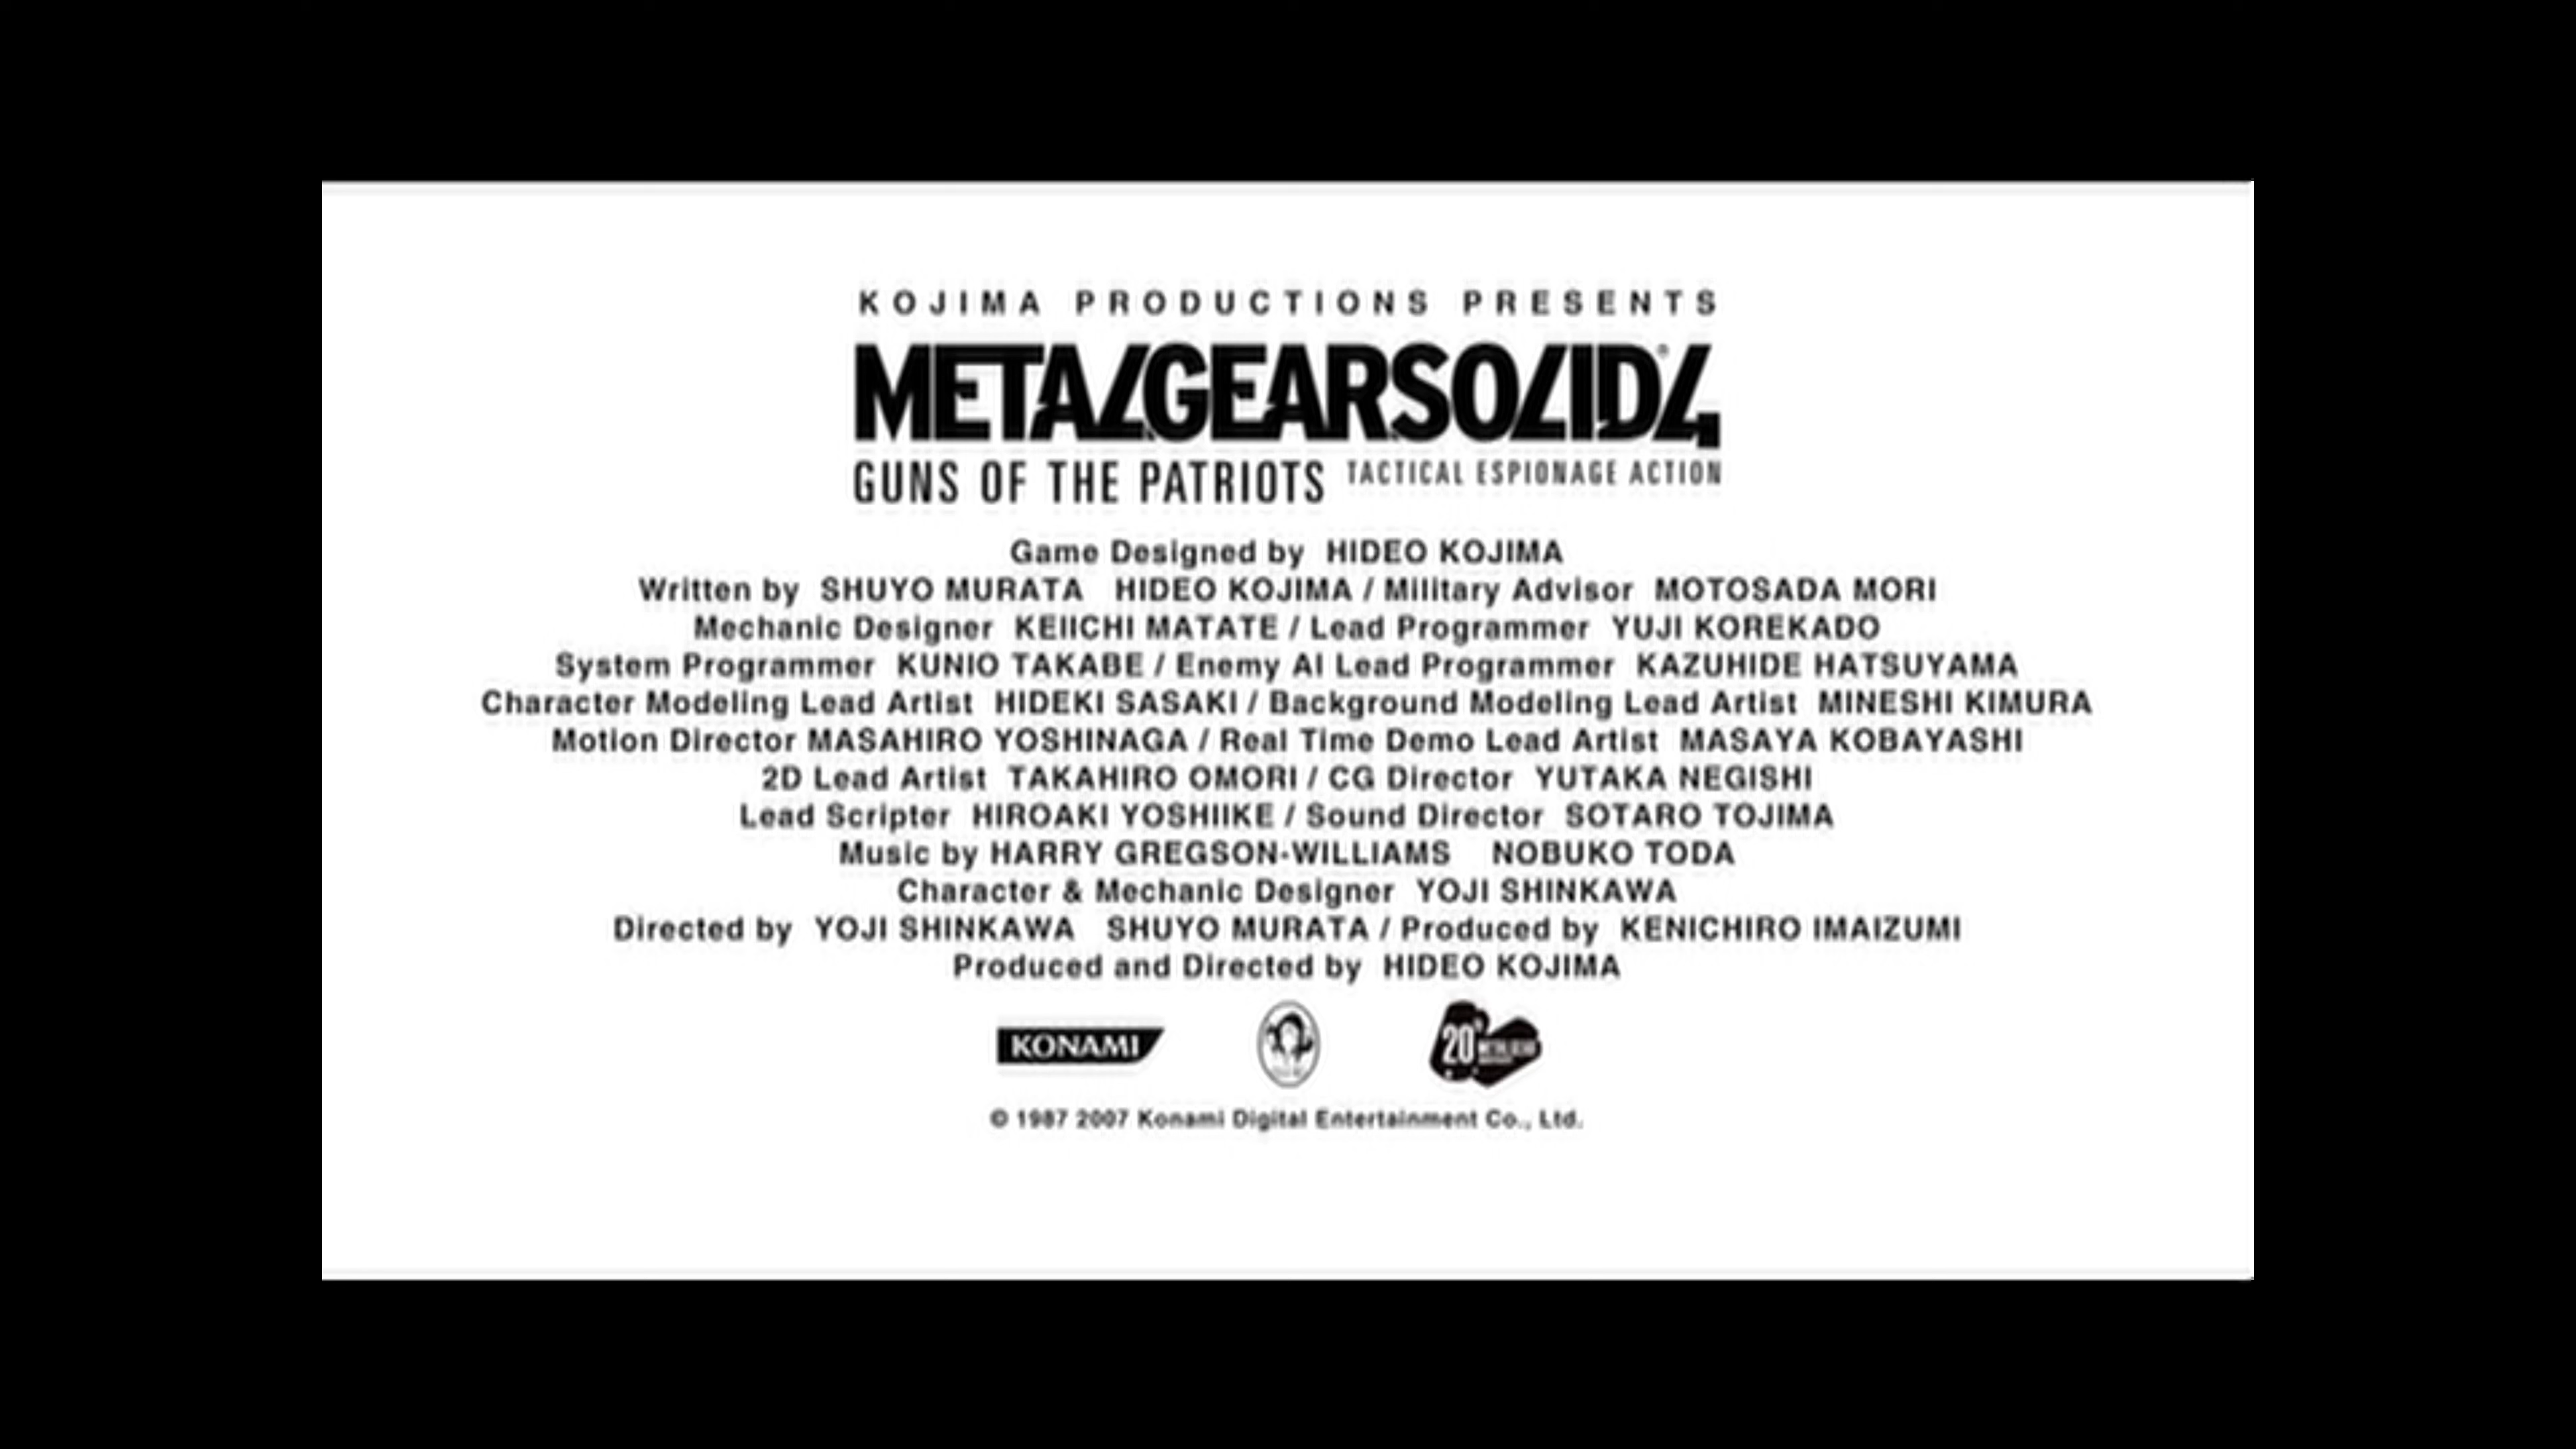 KOJIMA PRODUCTIONS PRESENTS
METAL GEAR SOLID® 4
GUNS OF THE PATRIOTS TACTICAL ESPIONAGE ACTION
Game Designed by HIDEO KOJIMA
Written by SHUYO MURATA HIDEO KOJIMA / Military Advisor MOTOSADA MORI
Mechanic Designer KEIICHI MATATE / Lead Programmer YUJI KOREKADO
System Programmer KUNIO TAKABE / Enemy AI Lead Programmer KAZUHIDE HATSUYAMA
Character Modeling Lead Artist HIDEKI SASAKI / Background Modeling Lead Artist MINESHI KIMURA
Motion Director MASAHIRO YOSHINAGA / Real Time Demo Lead Artist MASAYA KOBAYASHI
2D Lead Artist TAKAHIRO OMORI / CG Director YUTAKA NEGISHI
Lead Scripter HIROAKI YOSHIIKE / Sound Director SOTARO TOJIMA
Music by HARRY GREGSON-WILLIAMS NOBUKO TODA
Character & Mechanic Designer YOJI SHINKAWA
Directed by YOJI SHINKAWA SHUYO MURATA / Produced by KENICHIRO IMAIZUMI
Produced and Directed by HIDEO KOJIMA
KONAMI 20th METAL GEAR
© 1987 2007 Konami Digital Entertainment Co., Ltd.